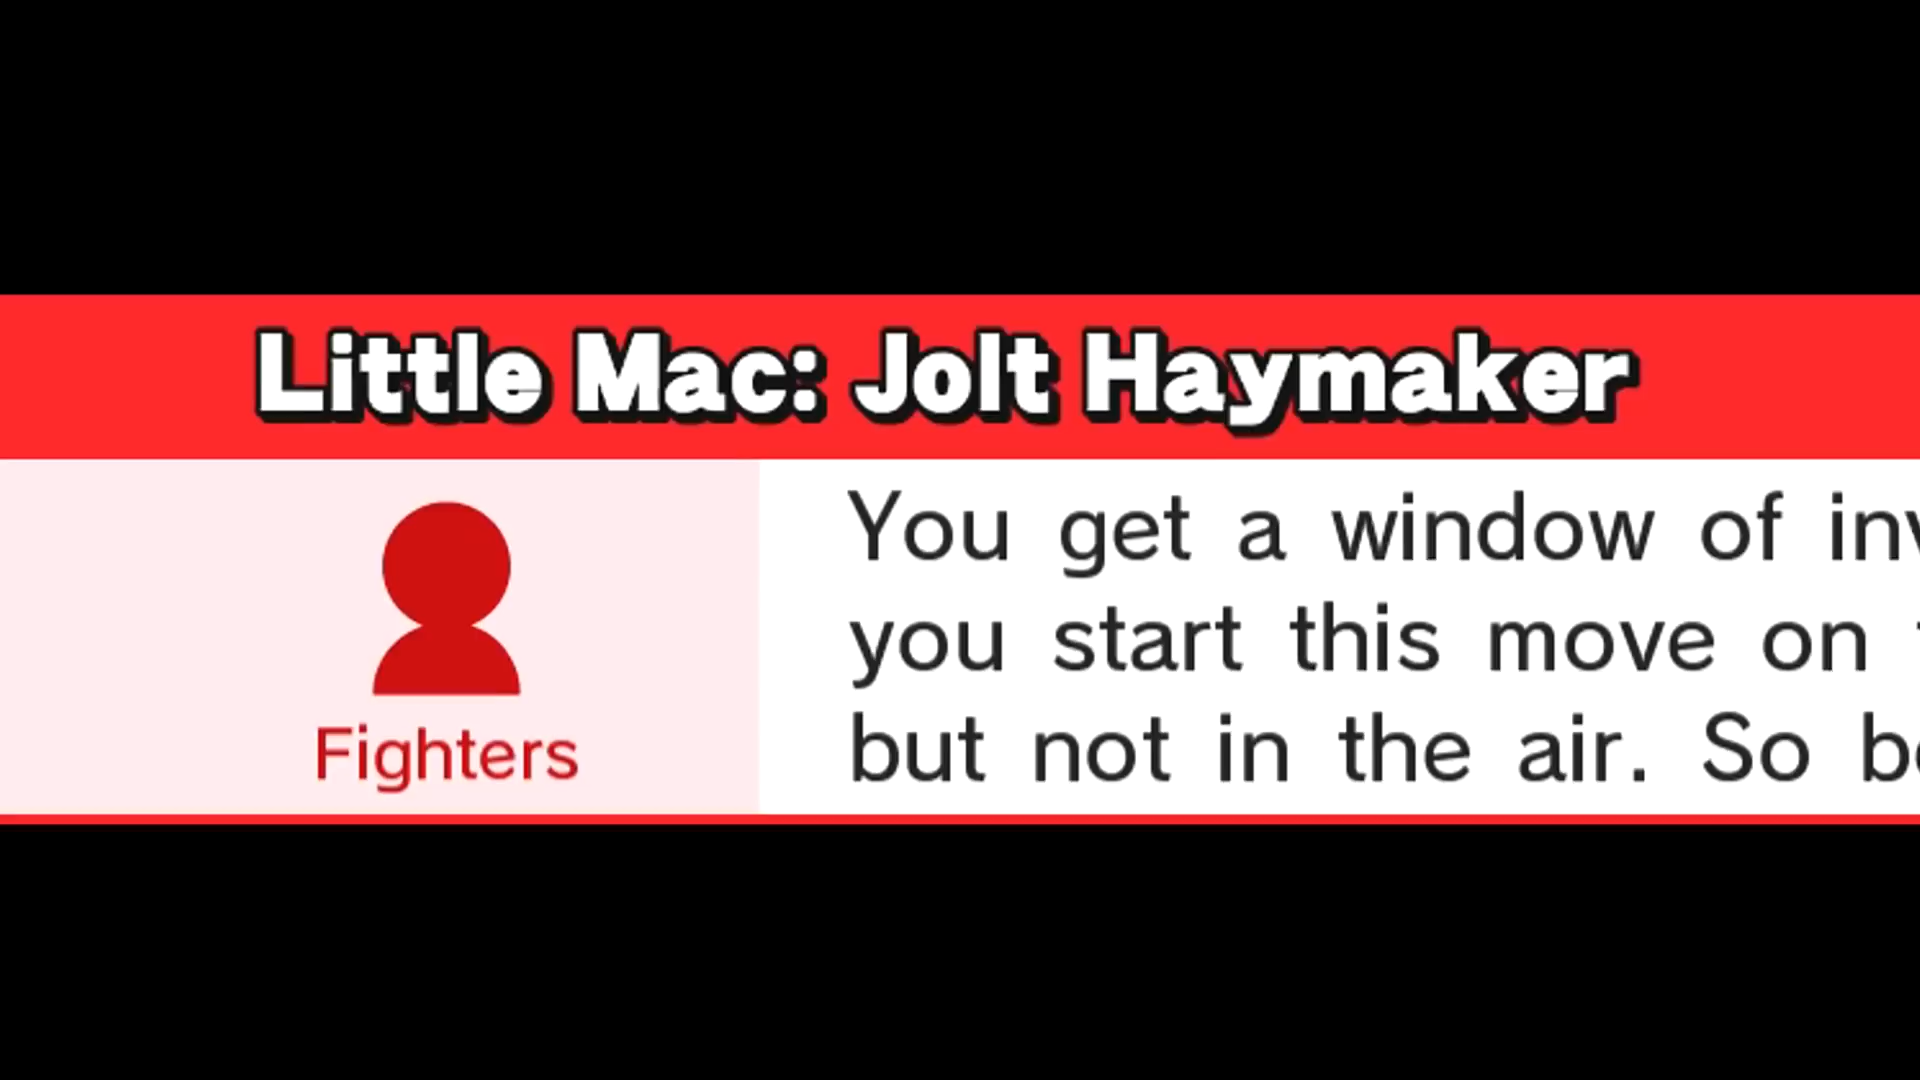 Little Mac: Jolt Haymaker
Fighters
You get a window of
you start this move on
but not in the air. So